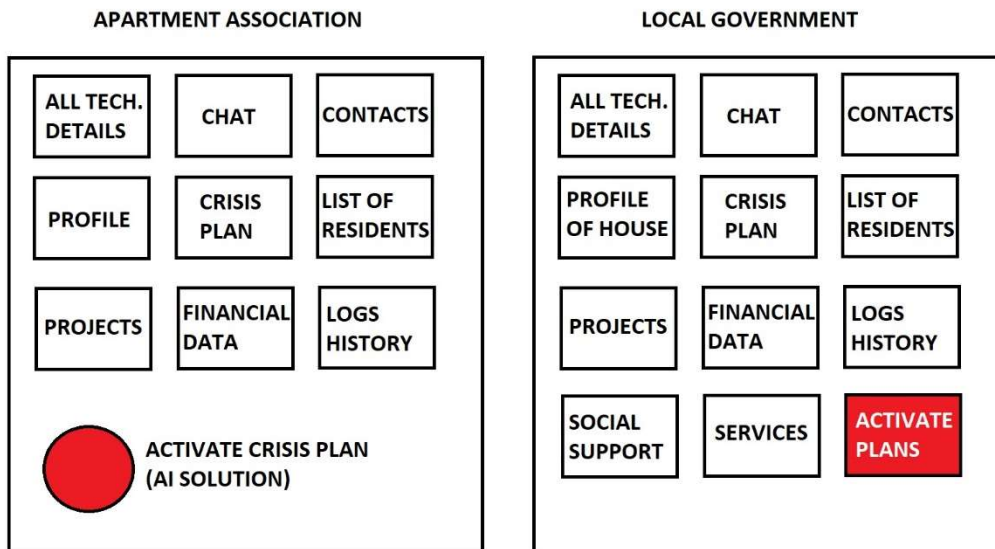 APARTMENT ASSOCIATION
ALL TECH.
DETAILS
CHAT
CONTACTS
PROFILE
CRISIS
PLAN
LIST OF
RESIDENTS
PROJECTS
FINANCIAL
DATA
LOGS
HISTORY
ACTIVATE CRISIS PLAN
(AI SOLUTION)
LOCAL GOVERNMENT
ALL TECH.
DETAILS
CHAT
CONTACTS
PROFILE
OF HOUSE
CRISIS
PLAN
LIST OF
RESIDENTS
PROJECTS
FINANCIAL
DATA
LOGS
HISTORY
SOCIAL
SUPPORT
SERVICES
ACTIVATE
PLANS